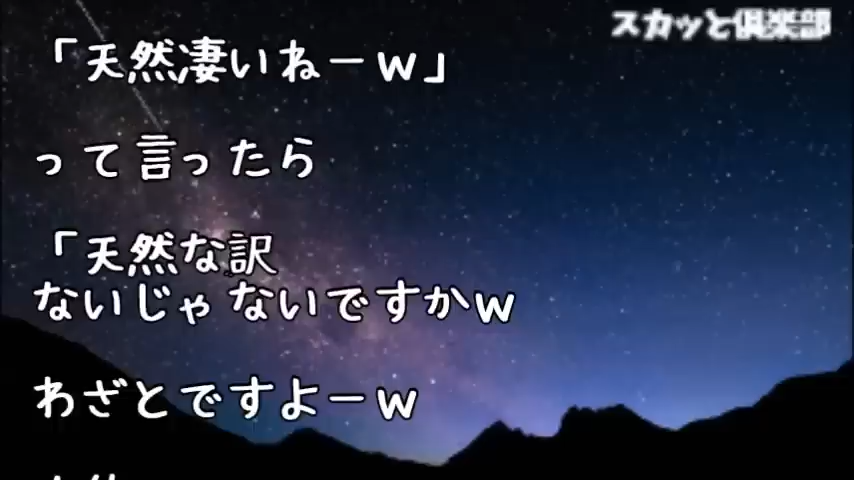 スカッと倶楽部
「天然凄いねーｗ」
って言ったら
「天然な訳
ないじゃないですかｗ
わざとですよーｗ